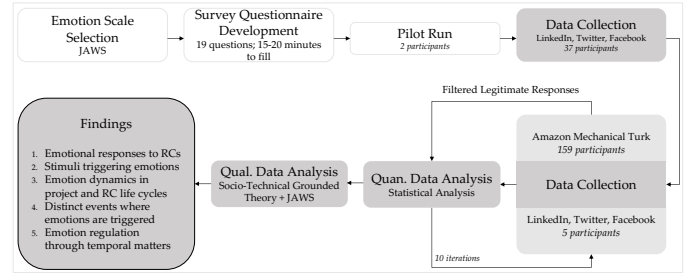 Emotion Scale
Selection
JAWS
Survey Questionnaire
Development
19 questions; 15-20 minutes
to fill
Pilot Run
2 participants
Data Collection
LinkedIn, Twitter, Facebook
37 participants
Filtered Legitimate Responses
Findings
1. Emotional responses to RCs
2. Stimuli triggering emotions
3. Emotion dynamics in
project and RC life cycles
4. Distinct events where
emotions are triggered
5. Emotion regulation
through temporal matters
Qual. Data Analysis
Socio-Technical Grounded
Theory + JAWS
Quan. Data Analysis
Statistical Analysis
Amazon Mechanical Turk
159 participants
Data Collection
LinkedIn, Twitter, Facebook
5 participants
10 iterations